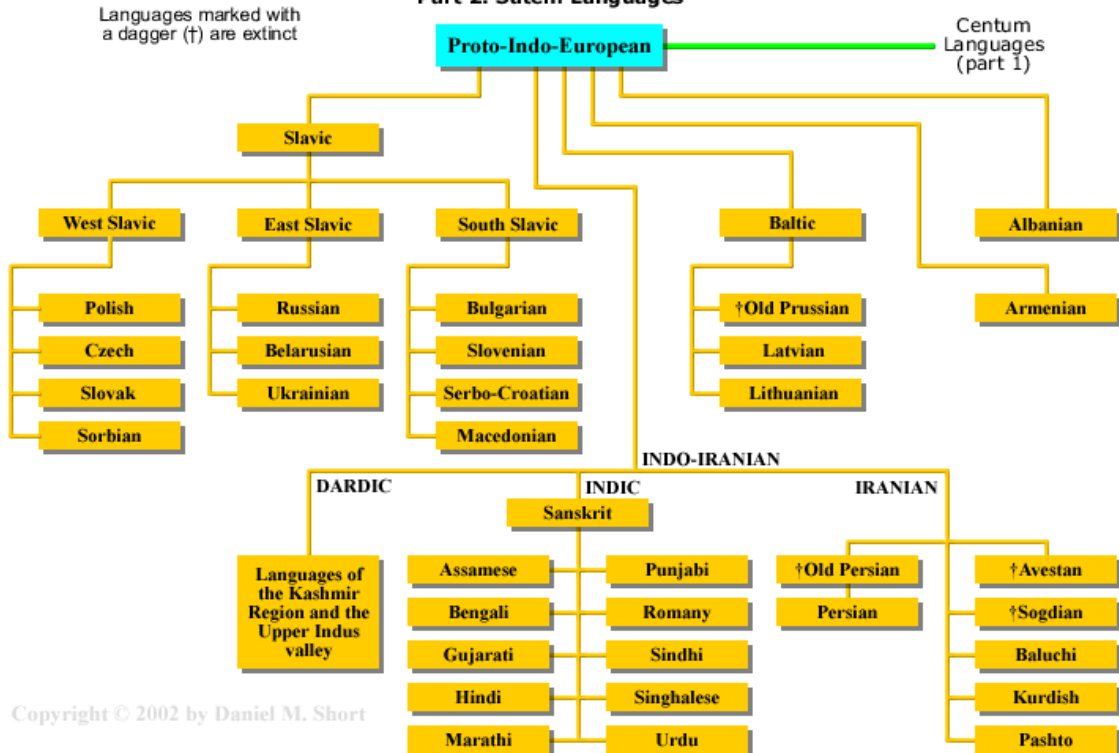 Part 2: Satem Languages
Languages marked with
a dagger (†) are extinct
Proto-Indo-European
Centum
Languages
(part 1)
Slavic
West Slavic
East Slavic
South Slavic
Baltic
Albanian
Polish
Russian
Bulgarian
†Old Prussian
Armenian
Czech
Belarusian
Slovenian
Latvian
Slovak
Ukrainian
Serbo-Croatian
Lithuanian
Sorbian
Macedonian
INDO-IRANIAN
DARDIC
INDIC
IRANIAN
Sanskrit
Languages of
the Kashmir
Region and the
Upper Indus
valley
Assamese
Punjabi
†Old Persian
†Avestan
Bengali
Romany
Persian
†Sogdian
Gujarati
Sindhi
Baluchi
Hindi
Singhalese
Kurdish
Marathi
Urdu
Pashto
Copyright © 2002 by Daniel M. Short